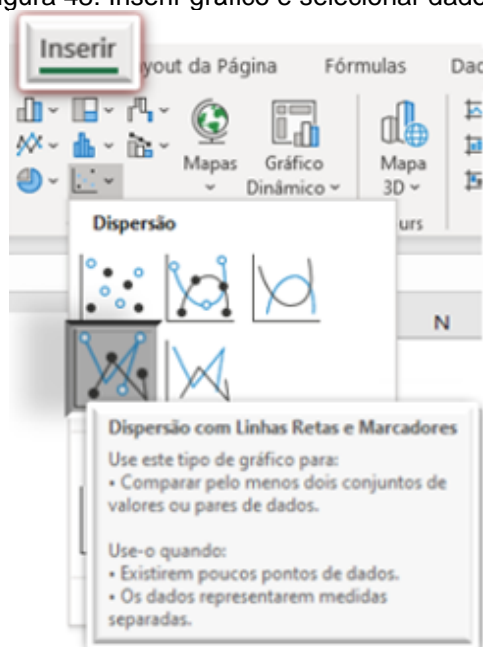 Inserir
yout da Página Fórmulas Dad
Mapas Gráfico Dinâmico Mapa 3D
urs
Dispersão
N
Dispersão com Linhas Retas e Marcadores
Use este tipo de gráfico para:
• Comparar pelo menos dois conjuntos de
valores ou pares de dados.
Use-o quando:
• Existirem poucos pontos de dados.
• Os dados representarem medidas
separadas.